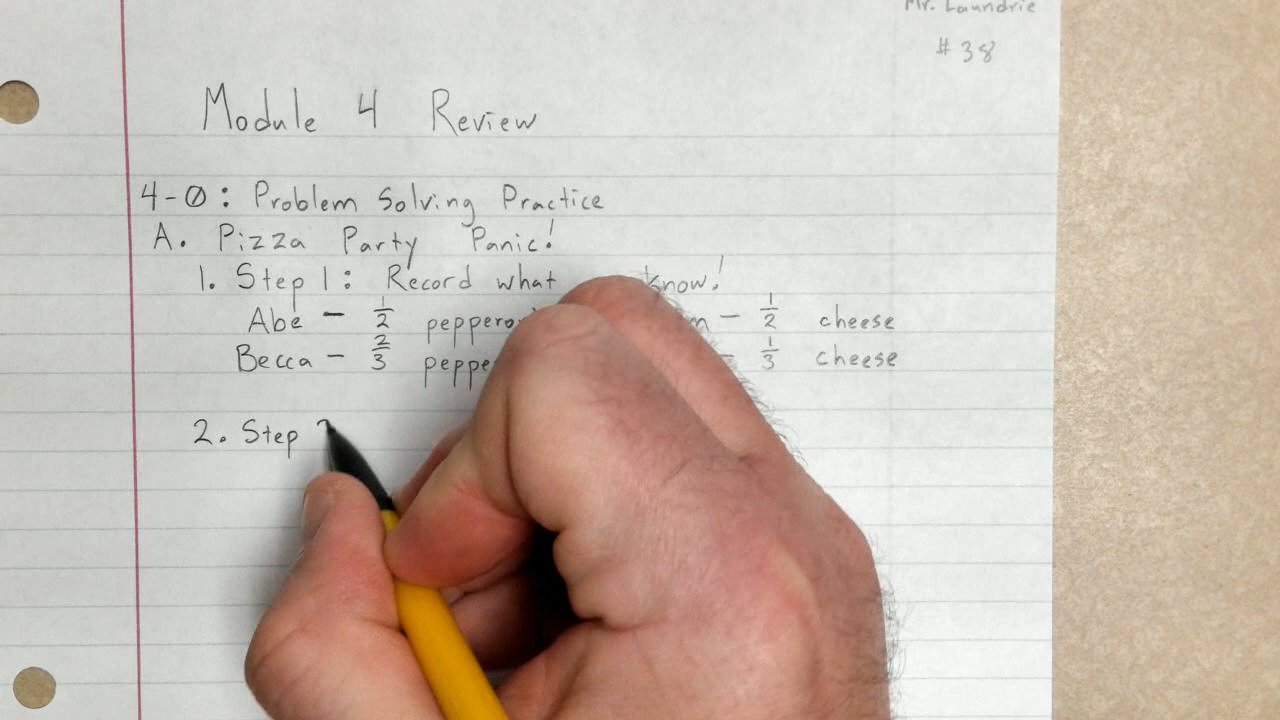 Mr. Laundrie
# 38
Module 4 Review
4-0: Problem Solving Practice
A. Pizza Party Panic!
1. Step 1: Record what know!
Abe - 1/2 - 1/2 cheese
Becca - 2/3 - 1/3 cheese
2. Step